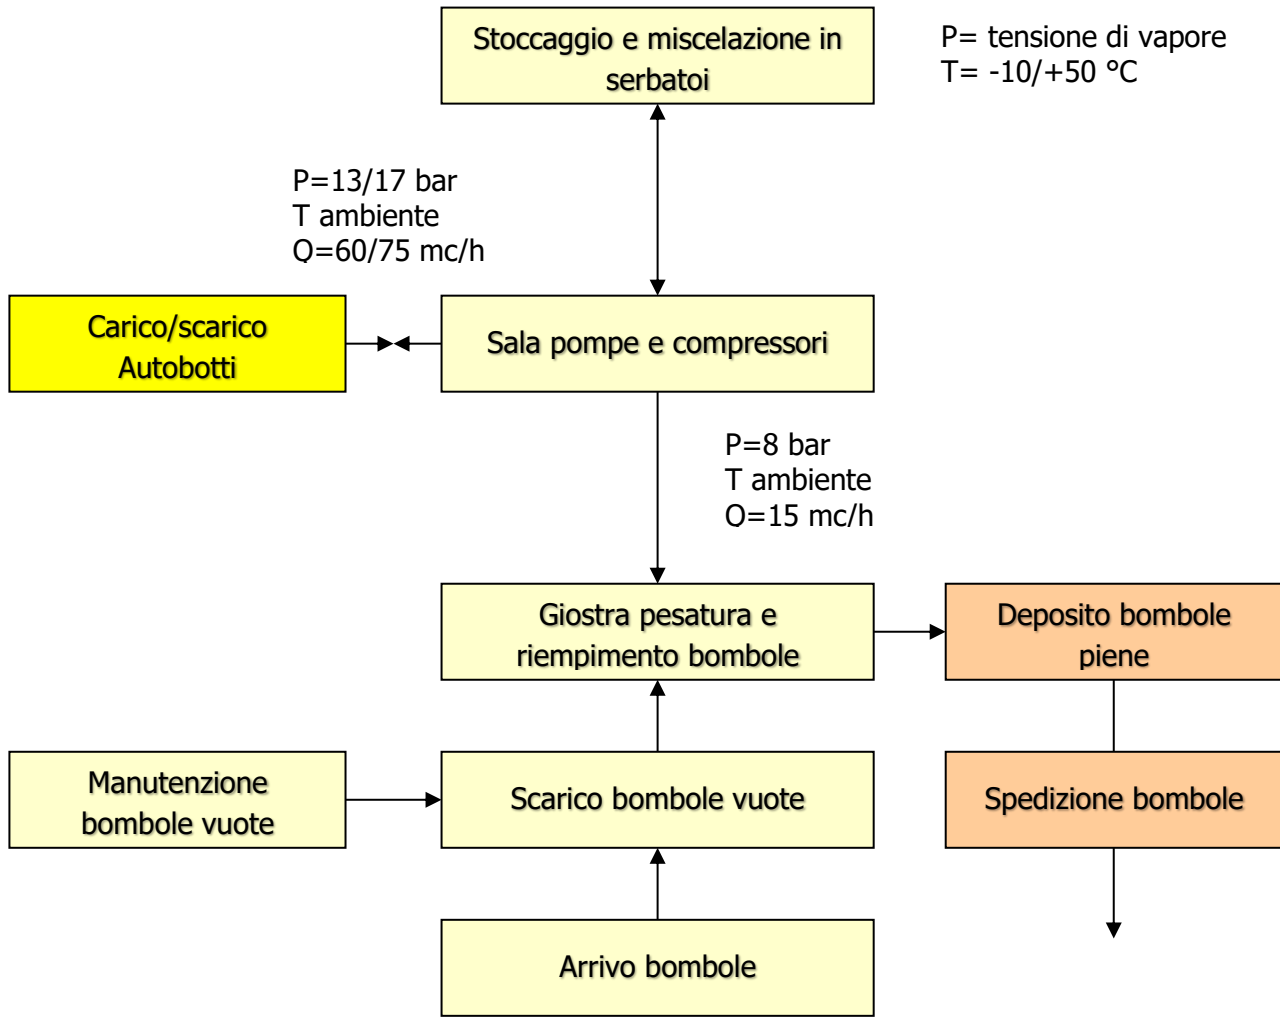 Stoccaggio e miscelazione in
serbatoi
P= tensione di vapore
T= -10/+50 °C
P=13/17 bar
T ambiente
Q=60/75 mc/h
Carico/scarico
Autobotti
Sala pompe e compressori
P=8 bar
T ambiente
Q=15 mc/h
Giostra pesatura e
riempimento bombole
Deposito bombole
piene
Manutenzione
bombole vuote
Scarico bombole vuote
Spedizione bombole
Arrivo bombole